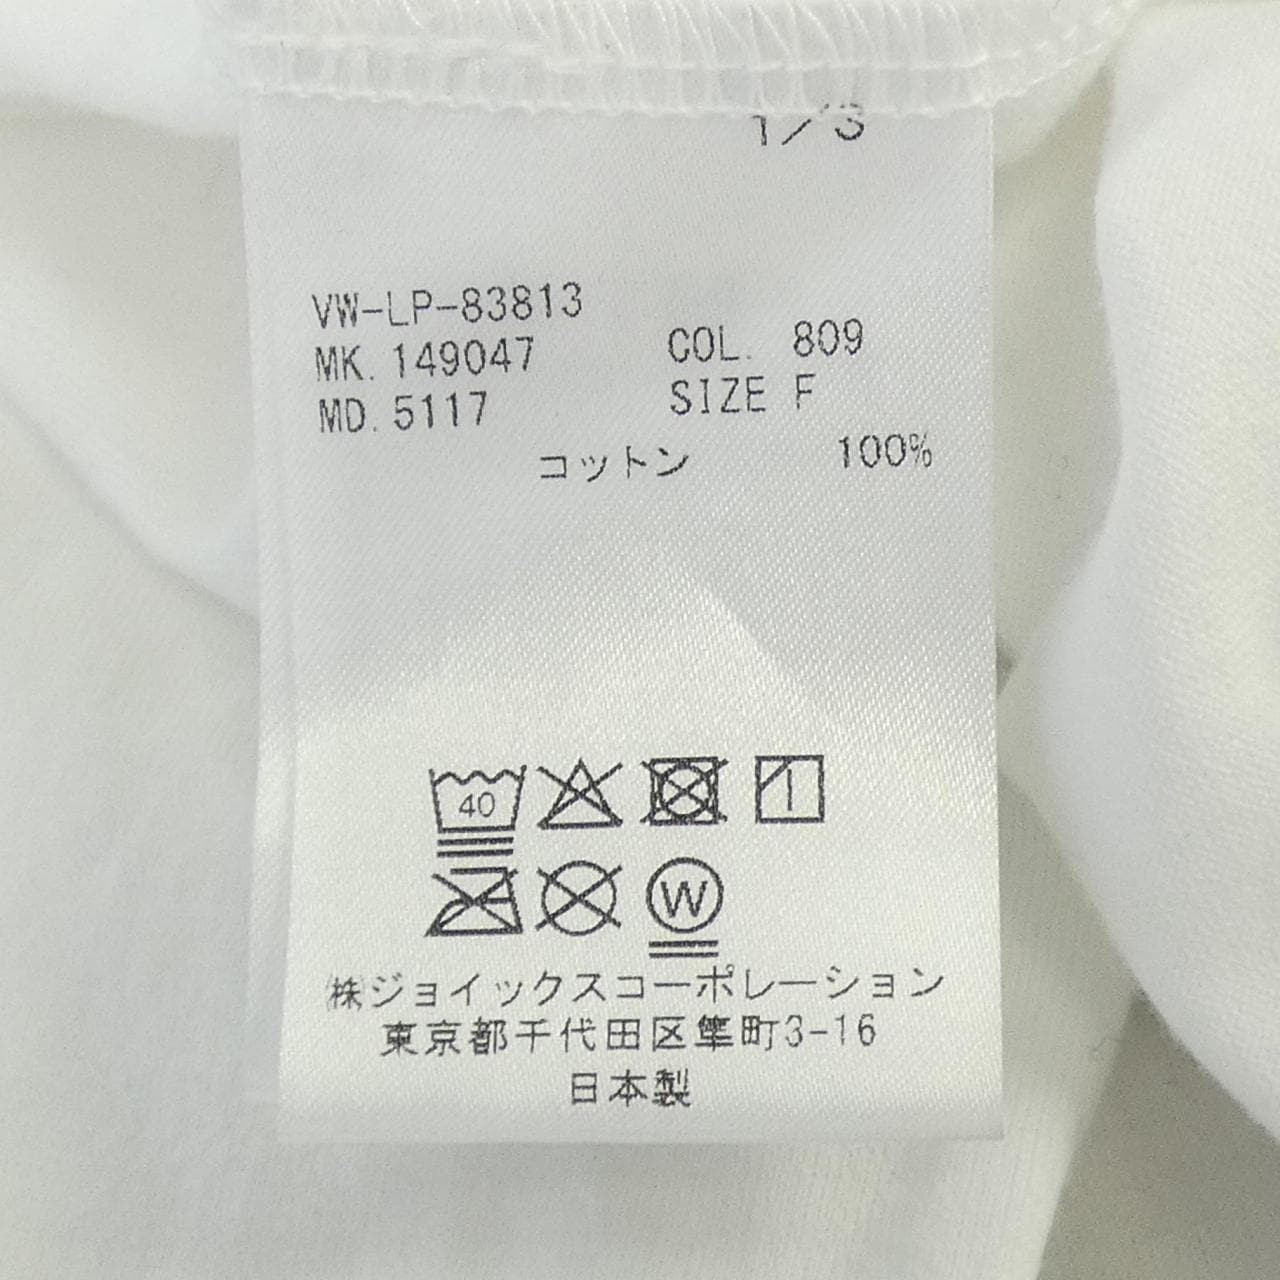 1/3
VW-LP-83813
MK. 149047 COL. 809
MD. 5117 SIZE F
コットン 100%
40
W
㈱ジョイックスコーポレーション
東京都千代田区隼町3-16
日本製